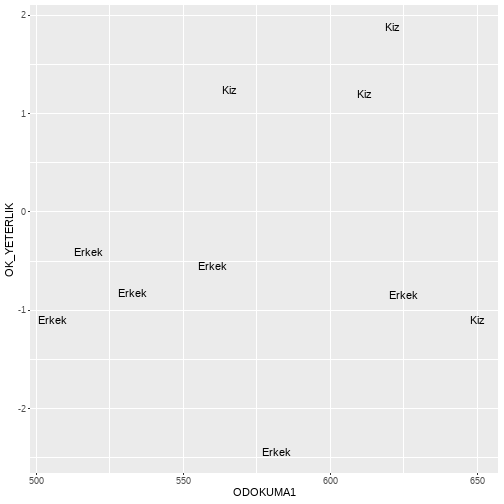 2
Kiz
Kiz
Kiz
1
0
Erkek
Erkek
Erkek
Erkek
-1
Erkek
Kiz
-2
Erkek
OK_YETERLIK
500
550
600
650
ODOKUMA1